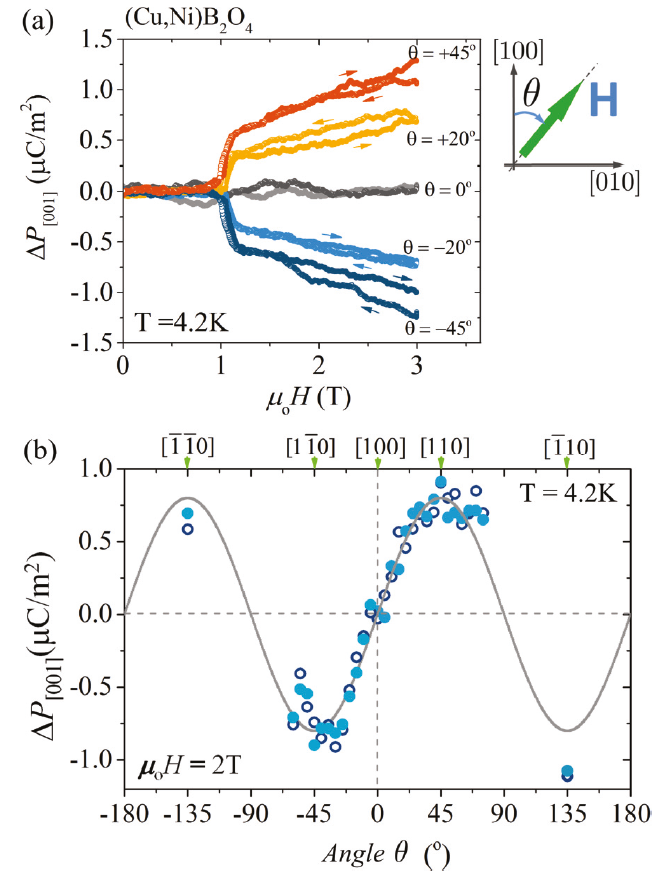 (a)
(Cu,Ni)B₂O₄
1.5
1.0
0.5
0.0
-0.5
-1.0
-1.5
ΔP[001] (μC/m²)
θ = +45°
θ = +20°
θ = 0°
θ = −20°
θ = −45°
T = 4.2K
0
1
2
3
μₒH (T)
[100]
θ
H
[010]
(b)
[1̅1̅0]
[11̅0]
[100]
[110]
[1̅10]
1.0
0.5
0.0
-0.5
-1.0
ΔP[001](μC/m²)
T = 4.2K
μₒH = 2T
-180
-135
-90
-45
0
45
90
135
180
Angle θ (°)